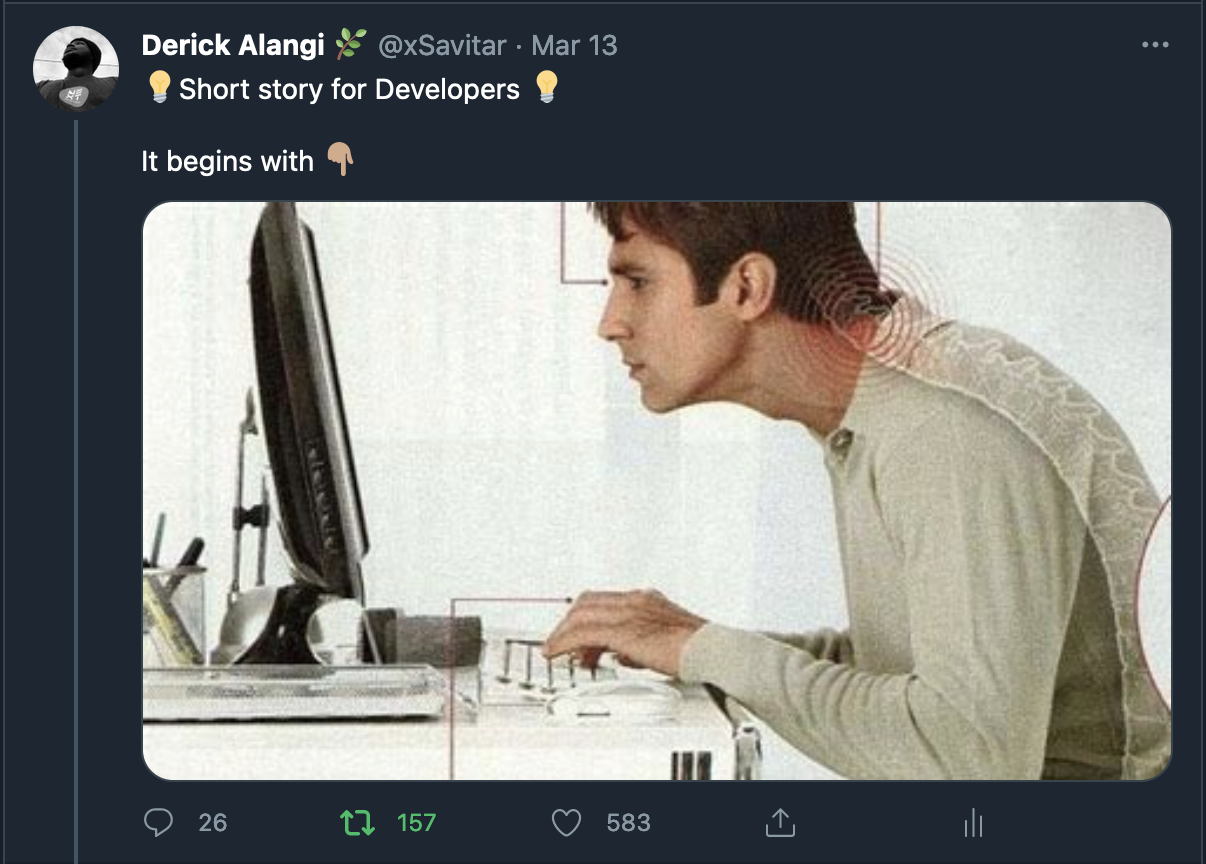 Derick Alangi 🌿 @xSavitar · Mar 13
💡Short story for Developers 💡
It begins with 👇🏽
26 157 583